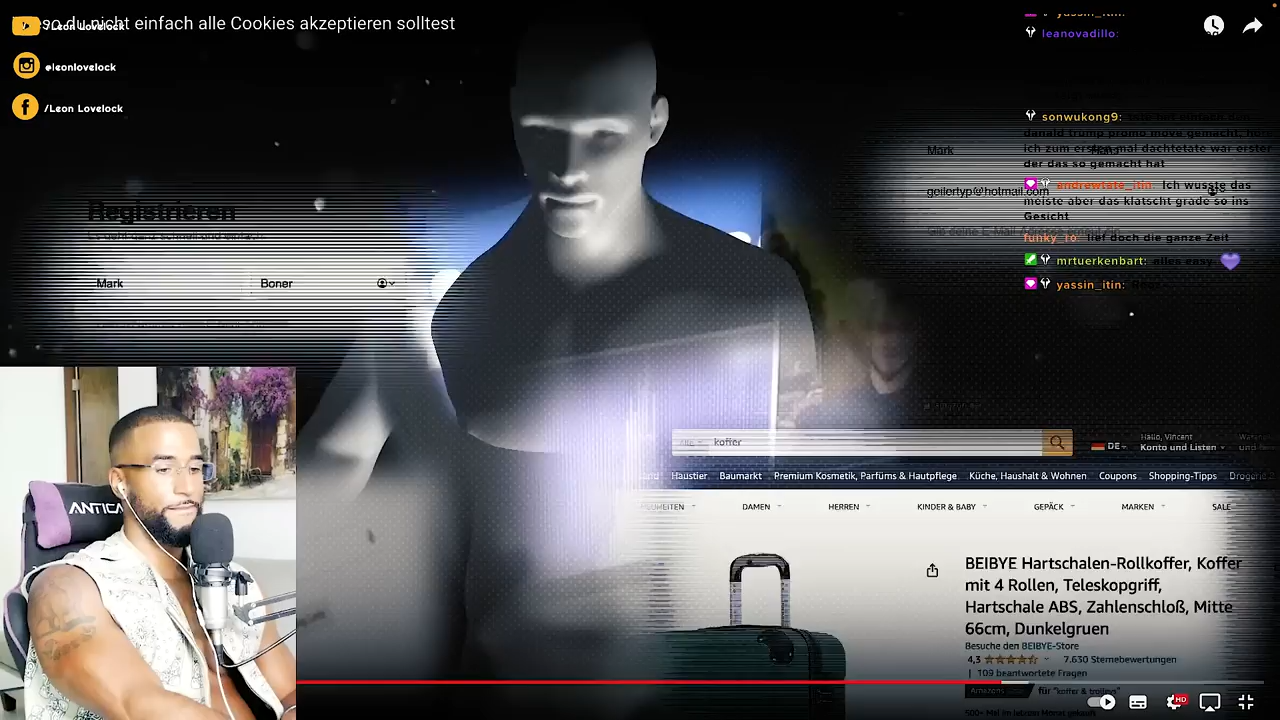 so du nicht einfach alle Cookies akzeptieren solltest
/Leon Lovelock
@leonlovelock
/Leon Lovelock
leanovadillo:
sonwukong9:
danald trump promo move gemacht,
ich zum ersten mal dachtetate war erster
der das so gemacht hat
andrewtate_itin: Ich wusste das
meiste aber das klatscht grade so ins
Gesicht
funky_10: lief doch die ganze Zeit
mrtuerkenbart: alles easy
yassin_itin:
Mark
geilertyp@hotmail.com
Registrieren
Mark
Boner
ANTICA
koffer
DE
Hallo, Vincent
Konto und Listen
Haustier Baumarkt Premium Kosmetik, Parfüms & Hautpflege Küche, Haushalt & Wohnen Coupons Shopping-Tipps
DAMEN HERREN KINDER & BABY GEPÄCK MARKEN SALE
BEIBYE Hartschalen-Rollkoffer, Koffer
mit 4 Rollen, Teleskopgriff,
Hartschale ABS, Zahlenschloß, Mitte
66cm, Dunkelgruen
Besuche den BEIBYE-Store
4,3 7.630 Sternebewertungen
| 109 beantwortete Fragen
für "koffer & trolleys"
HD